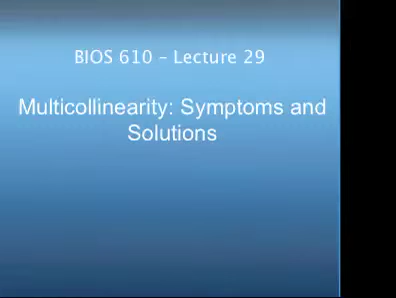 BIOS 610 – Lecture 29
Multicollinearity: Symptoms and
Solutions